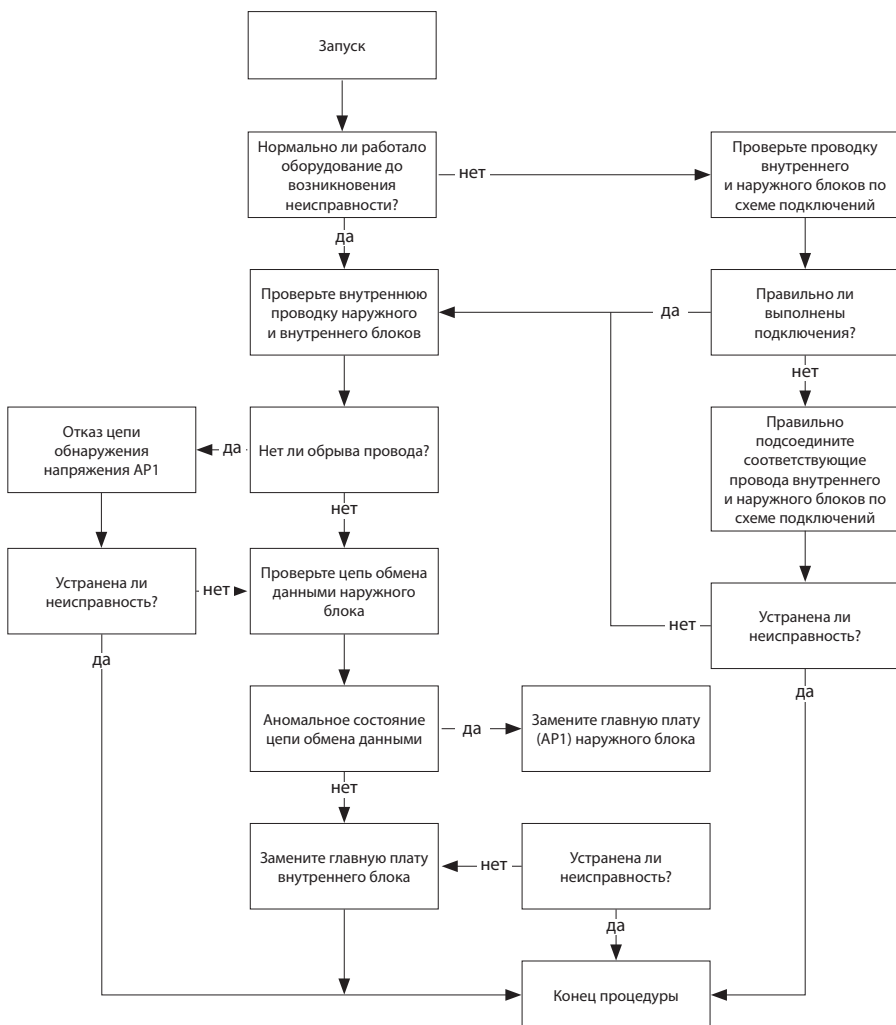 Запуск
Нормально ли работало
оборудование до
возникновения
неисправности?
нет
Проверьте проводку
внутреннего
и наружного блоков по
схеме подключений
да
Проверьте внутреннюю
проводку наружного
и внутреннего блоков
да
Правильно ли
выполнены
подключения?
нет
Отказ цепи
обнаружения
напряжения AP1
да
Нет ли обрыва провода?
Правильно
подсоедините
соответствующие
провода внутреннего
и наружного блоков по
схеме подключений
нет
Устранена ли
неисправность?
нет
Проверьте цепь обмена
данными наружного
блока
нет
Устранена ли
неисправность?
да
да
Аномальное состояние
цепи обмена данными
да
Замените главную плату
(AP1) наружного блока
нет
Замените главную плату
внутреннего блока
нет
Устранена ли
неисправность?
да
Конец процедуры